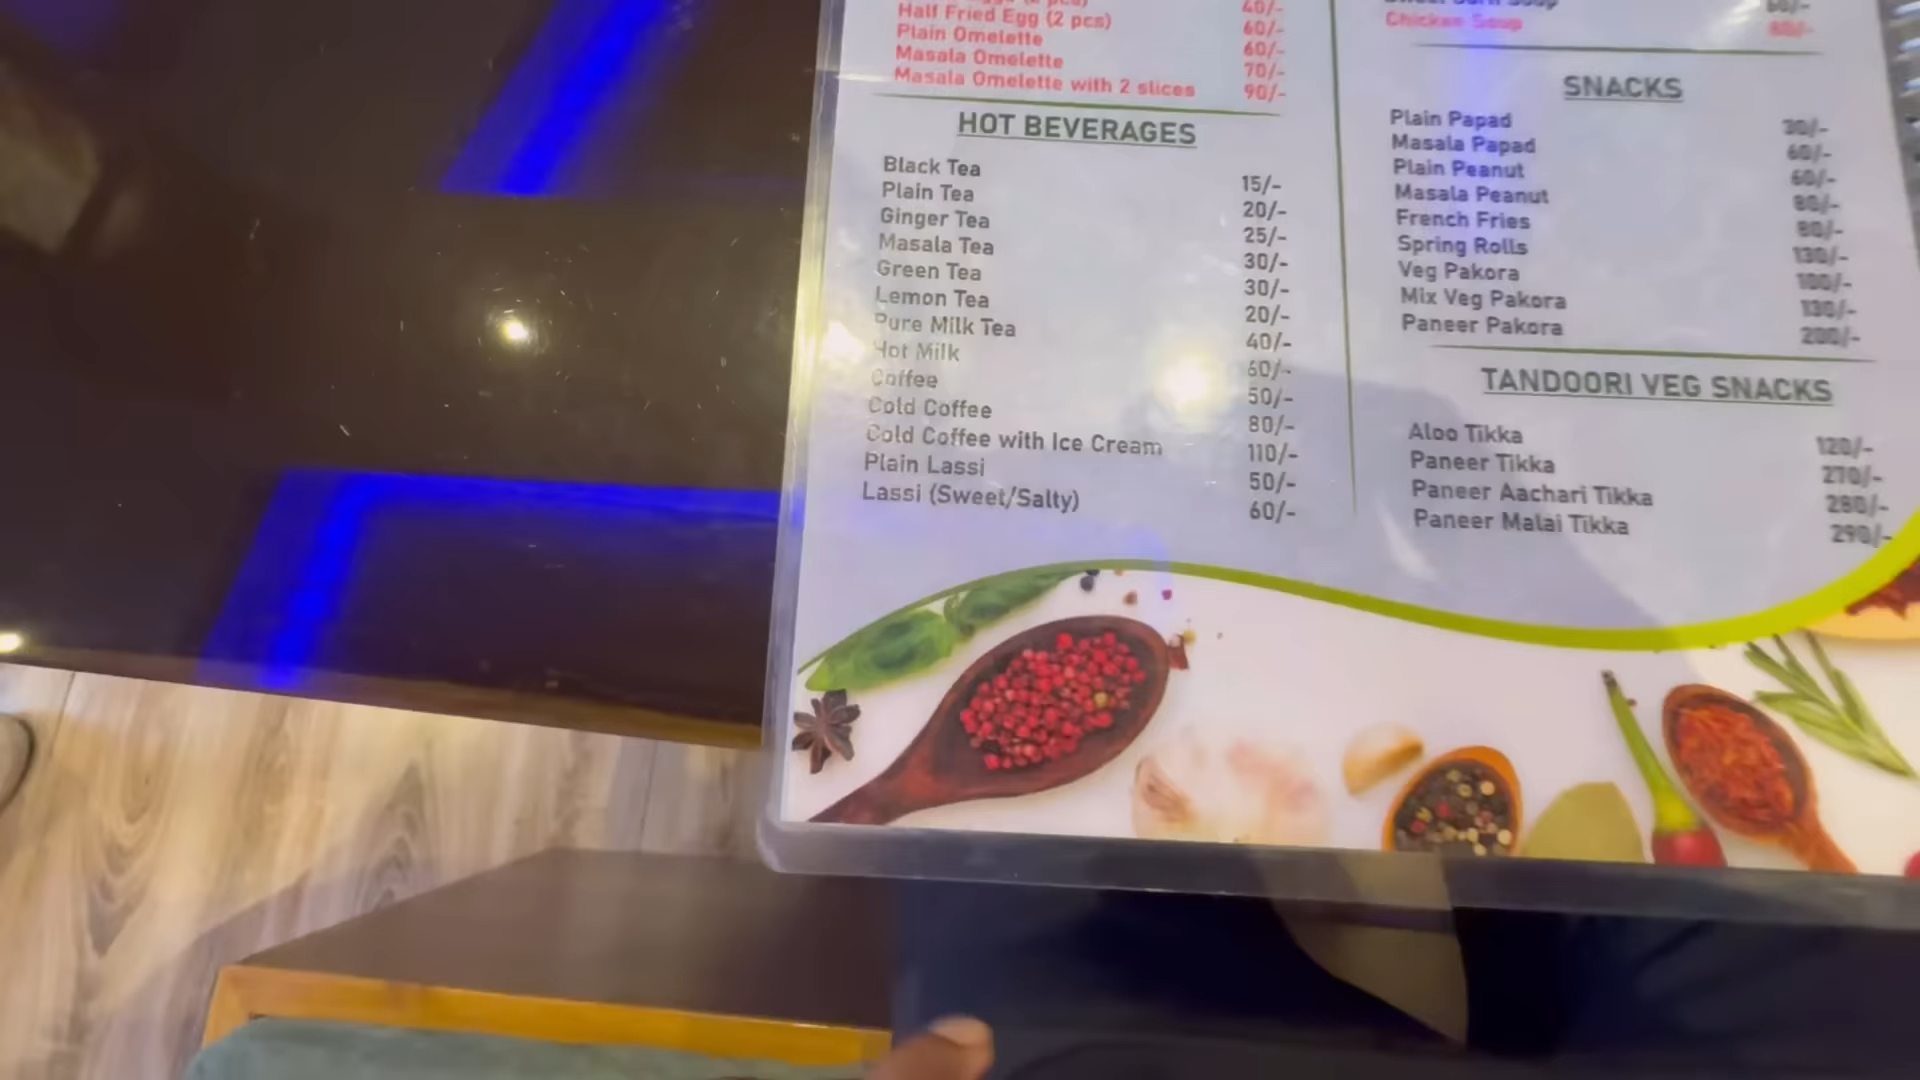 Half Fried Egg (2 pcs) 60/-
Plain Omelette 60/-
Masala Omelette 70/-
Masala Omelette with 2 slices 90/-
HOT BEVERAGES
Black Tea 15/-
Plain Tea 20/-
Ginger Tea 25/-
Masala Tea 30/-
Green Tea 30/-
Lemon Tea 20/-
Pure Milk Tea 40/-
Hot Milk 60/-
Coffee 50/-
Cold Coffee 80/-
Cold Coffee with Ice Cream 110/-
Plain Lassi 50/-
Lassi (Sweet/Salty) 60/-
Chicken Soup 80/-
SNACKS
Plain Papad 30/-
Masala Papad 60/-
Plain Peanut 60/-
Masala Peanut 80/-
French Fries 80/-
Spring Rolls 130/-
Veg Pakora 100/-
Mix Veg Pakora 130/-
Paneer Pakora 200/-
TANDOORI VEG SNACKS
Aloo Tikka 120/-
Paneer Tikka 270/-
Paneer Aachari Tikka 280/-
Paneer Malai Tikka 290/-